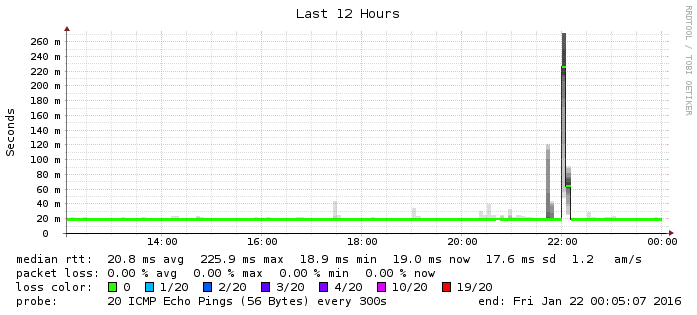 Last 12 Hours
RRDTOOL / TOBI OETIKER
Seconds
260 m
240 m
220 m
200 m
180 m
160 m
140 m
120 m
100 m
80 m
60 m
40 m
20 m
0
14:00 16:00 18:00 20:00 22:00 00:00
median rtt: 20.8 ms avg 225.9 ms max 18.9 ms min 19.0 ms now 17.6 ms sd 1.2 am/s
packet loss: 0.00 % avg 0.00 % max 0.00 % min 0.00 % now
loss color: 0 1/20 2/20 3/20 4/20 10/20 19/20
probe: 20 ICMP Echo Pings (56 Bytes) every 300s end: Fri Jan 22 00:05:07 2016